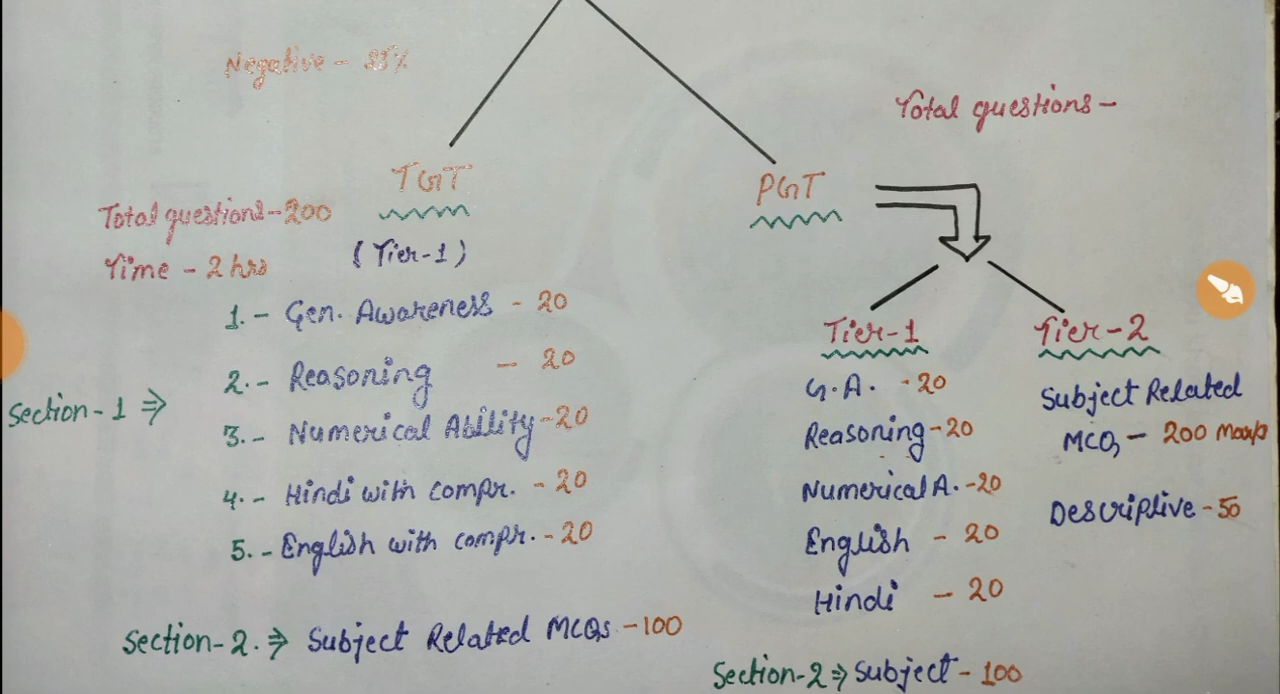 Negative - 25%
Total questions -
TGT
PGT
Total questions - 200
Time - 2 hrs
(Tier-1)
1. - Gen. Awareness - 20
2. - Reasoning - 20
Section - 1 ⇒
3. - Numerical Ability - 20
4. - Hindi with Compr. - 20
5. - English with compr. - 20
Section - 2. ⇒ Subject Related MCQs - 100
Tier-1
G.A. - 20
Reasoning - 20
Numerical A. - 20
English - 20
Hindi - 20
Section - 2 ⇒ Subject - 100
Tier-2
Subject Related
MCQ - 200 marks
Descriptive - 50